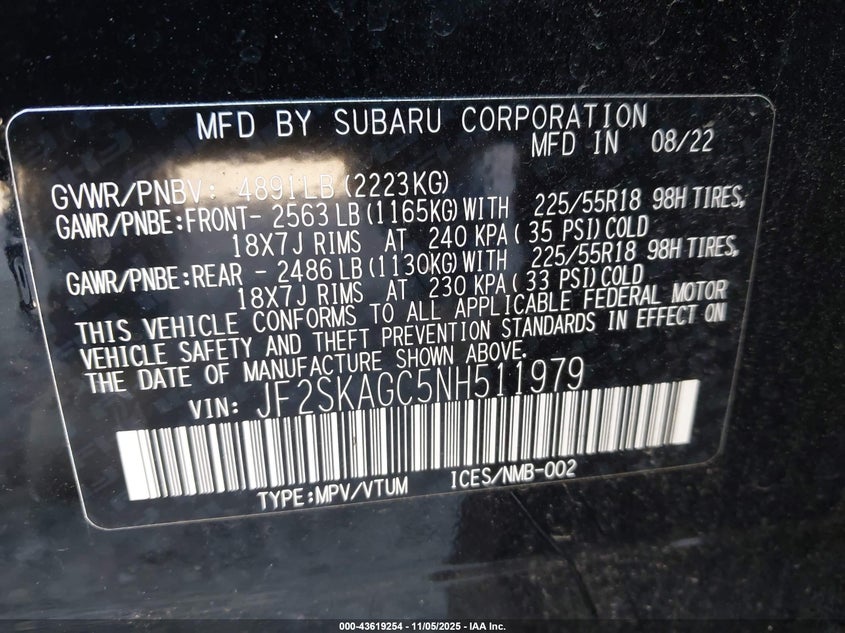 MFD BY SUBARU CORPORATION
MFD IN 08/22
GVWR/PNBV: 4891LB (2223KG)
GAWR/PNBE:FRONT- 2563 LB (1165KG) WITH 225/55R18 98H TIRES,
18X7J RIMS AT 240 KPA ( 35 PSI) COLD
GAWR/PNBE:REAR - 2486 LB (1130KG) WITH 225/55R18 98H TIRES,
18X7J RIMS AT 230 KPA ( 33 PSI) COLD
THIS VEHICLE CONFORMS TO ALL APPLICABLE FEDERAL MOTOR
VEHICLE SAFETY AND THEFT PREVENTION STANDARDS IN EFFECT ON
THE DATE OF MANUFACTURE SHOWN ABOVE.
VIN: JF2SKAGC5NH511979
TYPE:MPV/VTUM ICES/NMB-002
000-43619254 - 11/05/2025 - IAA Inc.